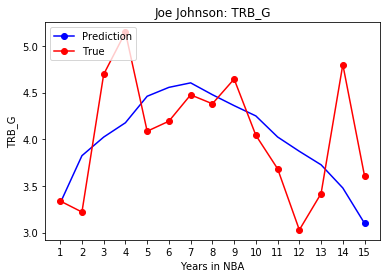 Joe Johnson: TRB_G
Prediction
True
TRB_G
5.0
4.5
4.0
3.5
3.0
1 2 3 4 5 6 7 8 9 10 11 12 13 14 15
Years in NBA